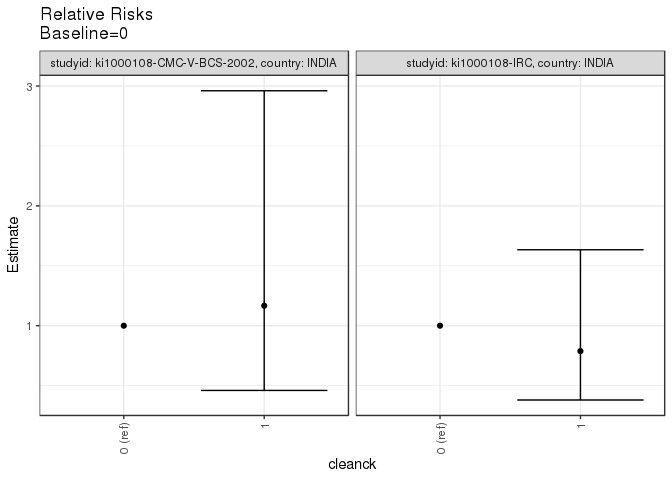 Relative Risks
Baseline=0
studyid: ki1000108-CMC-V-BCS-2002, country: INDIA
studyid: ki1000108-IRC, country: INDIA
3
2
1
Estimate
0 (ref)
1
0 (ref)
1
cleanck